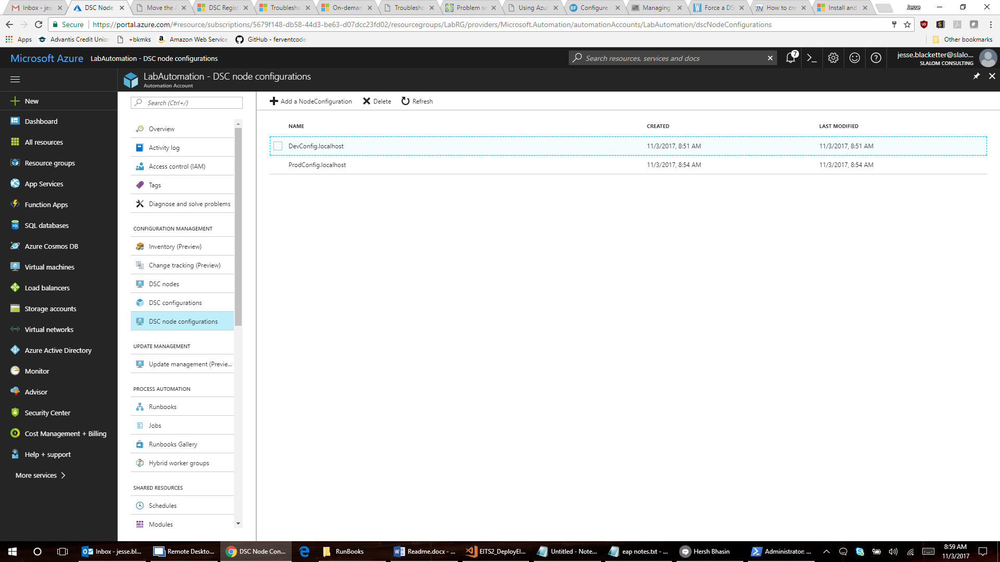 Inbox - jes
DSC Node
Move the
DSC Regist
Troublesho
On-deman
Troublesho
Problem se
Using Azur
Configure
Managing
Force a DS
How to cre
Install and
Jesse
Secure
https://portal.azure.com/#resource/subscriptions/5679f148-db58-44d3-be63-d07dcc23fd02/resourcegroups/LabRG/providers/Microsoft.Automation/automationAccounts/LabAutomation/dscNodeConfigurations
Apps
Advantis Credit Union
+bkmks
Amazon Web Service
GitHub - ferventcode
Other bookmarks
Microsoft Azure
LabAutomation - DSC node configurations
Search resources, services and docs
7
jesse.blacketter@slalo...
SLALOM CONSULTING
LabAutomation - DSC node configurations
Automation Account
New
Dashboard
All resources
Resource groups
App Services
Function Apps
SQL databases
Azure Cosmos DB
Virtual machines
Load balancers
Storage accounts
Virtual networks
Azure Active Directory
Monitor
Advisor
Security Center
Cost Management + Billing
Help + support
More services
Search (Ctrl+/)
Overview
Activity log
Access control (IAM)
Tags
Diagnose and solve problems
CONFIGURATION MANAGEMENT
Inventory (Preview)
Change tracking (Preview)
DSC nodes
DSC configurations
DSC node configurations
UPDATE MANAGEMENT
Update management (Previe...
PROCESS AUTOMATION
Runbooks
Jobs
Runbooks Gallery
Hybrid worker groups
SHARED RESOURCES
Schedules
Modules
Add a NodeConfiguration
Delete
Refresh
NAME CREATED LAST MODIFIED
DevConfig.localhost 11/3/2017, 8:51 AM 11/3/2017, 8:51 AM
ProdConfig.localhost 11/3/2017, 8:54 AM 11/3/2017, 8:54 AM
Inbox - jesse.bl...
Remote Deskto...
DSC Node Con...
RunBooks
Readme.docx - ...
EITS2_DeployEl...
Untitled - Note...
eap notes.txt - ...
Hersh Bhasin
Administrator: ...
8:59 AM
11/3/2017